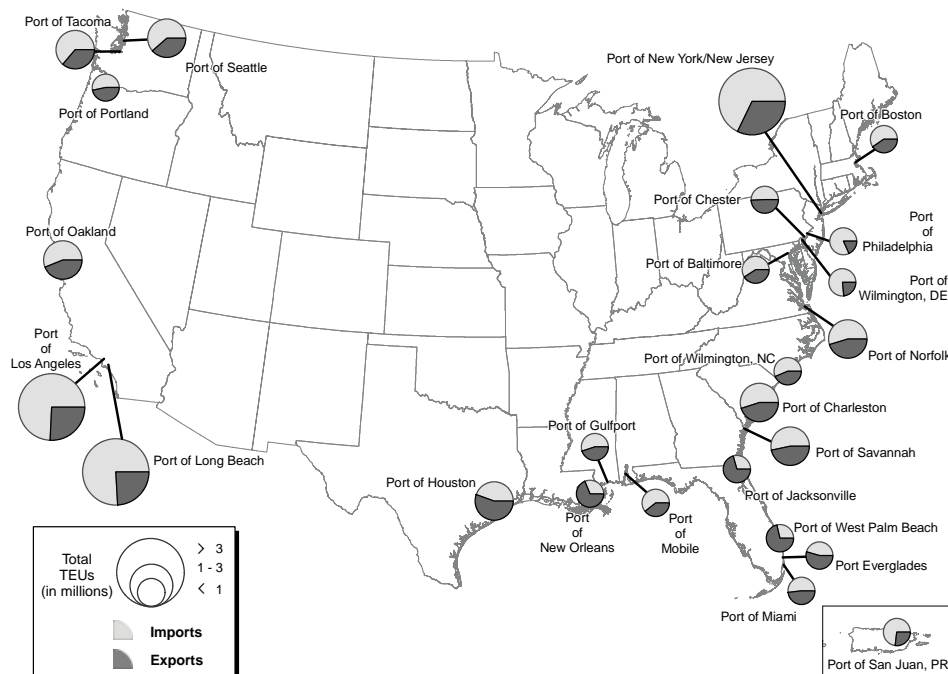 Port of Tacoma
Port of Seattle
Port of Portland
Port of New York/New Jersey
Port of Boston
Port of Chester
Port
of
Philadelphia
Port of Oakland
Port of Baltimore
Port of
Wilmington, DE
Port
of
Los Angeles
Port of Norfolk
Port of Wilmington, NC
Port of Charleston
Port of Gulfport
Port of Savannah
Port of Long Beach
Port of Houston
Port of Jacksonville
Port
of
New Orleans
Port
of
Mobile
Port of West Palm Beach
Port Everglades
Port of Miami
Total
TEUs
(in millions)
> 3
1 - 3
< 1
Imports
Exports
Port of San Juan, PR